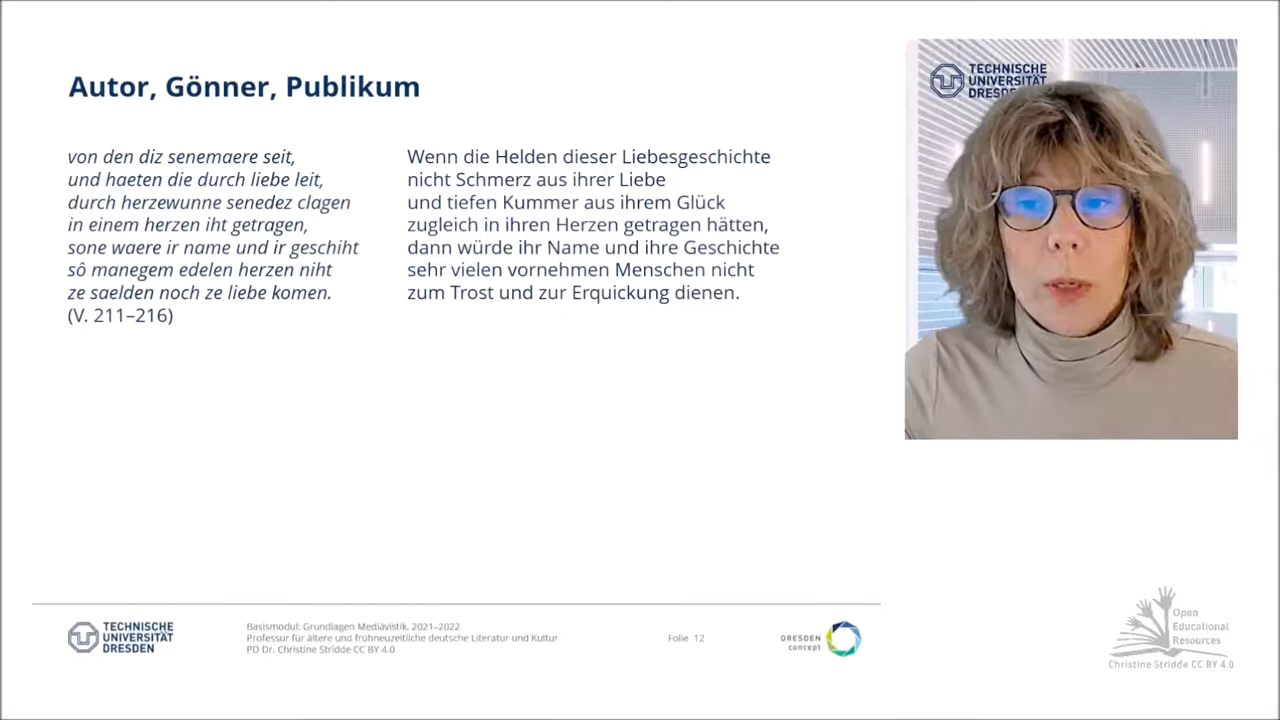 Autor, Gönner, Publikum
von den diz senemaere seit,
und haeten die durch liebe leit,
durch herzewunne senedez clagen
in einem herzen iht getragen,
sone waere ir name und ir geschiht
sô manegem edelen herzen niht
ze saelden noch ze liebe komen.
(V. 211–216)
Wenn die Helden dieser Liebesgeschichte
nicht Schmerz aus ihrer Liebe
und tiefen Kummer aus ihrem Glück
zugleich in ihren Herzen getragen hätten,
dann würde ihr Name und ihre Geschichte
sehr vielen vornehmen Menschen nicht
zum Trost und zur Erquickung dienen.
TECHNISCHE
UNIVERSITÄT
DRESDEN
TECHNISCHE
UNIVERSITÄT
DRESDEN
Basismodul: Grundlagen Mediävistik, 2021–2022
Professur für ältere und frühneuzeitliche deutsche Literatur und Kultur
PD Dr. Christine Stridde CC BY 4.0
Folie 12
DRESDEN
concept
Open
Educational
Resources
Christine Stridde CC BY 4.0